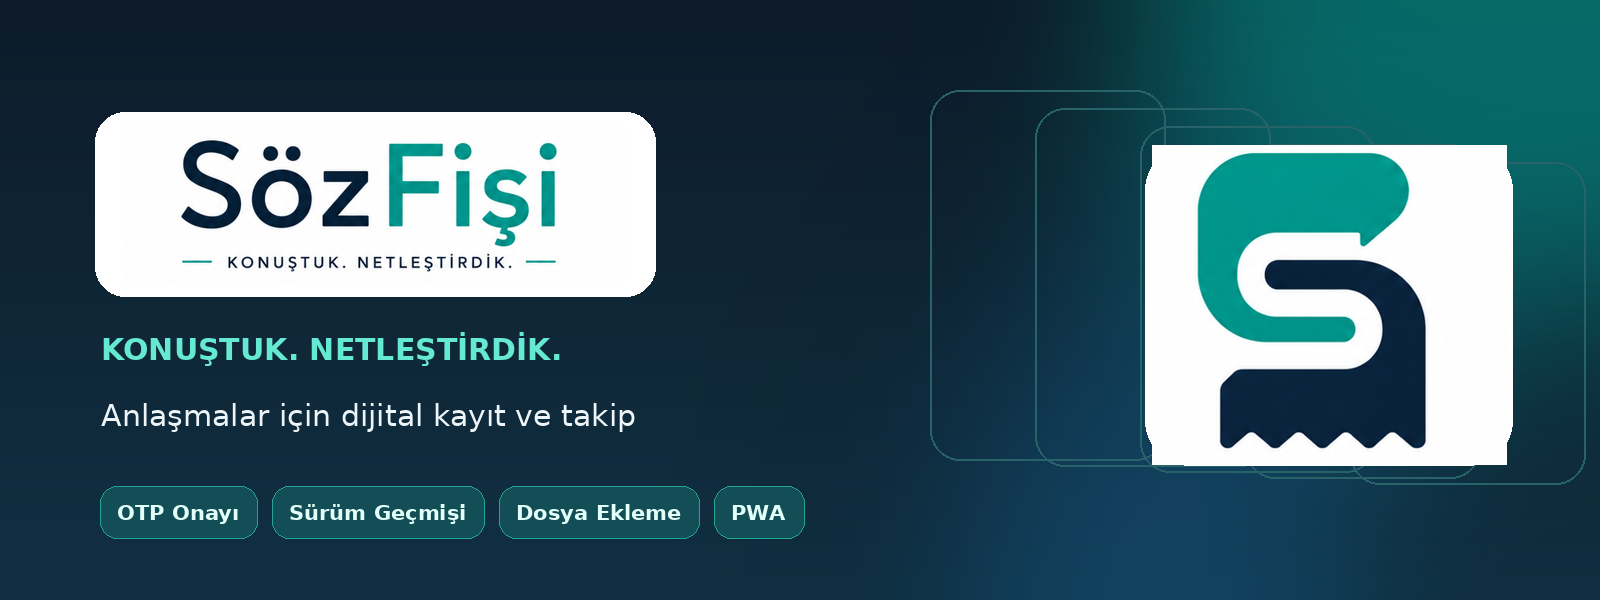 SözFişi
KONUŞTUK. NETLEŞTİRDİK.
KONUŞTUK. NETLEŞTİRDİK.
Anlaşmalar için dijital kayıt ve takip
OTP Onayı Sürüm Geçmişi Dosya Ekleme PWA